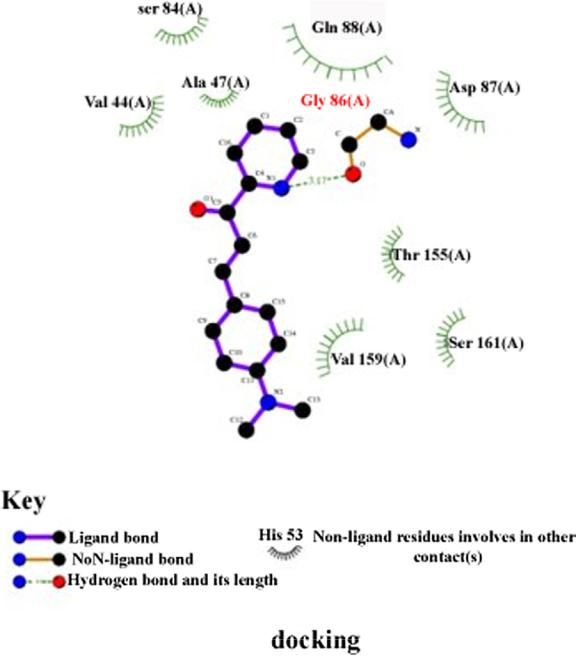 ser 84(A)
Gln 88(A)
Ala 47(A)
Asp 87(A)
Val 44(A)
Gly 86(A)
C1
C2
CA
N
C
C16
C3
C4
N1
3.17
O
O1
C5
C6
C7
Thr 155(A)
C8
C15
C9
C14
Ser 161(A)
C10
Val 159(A)
C11
N2
C13
C12
Key
Ligand bond
His 53
Non-ligand residues involves in other
contact(s)
NoN-ligand bond
Hydrogen bond and its length
docking